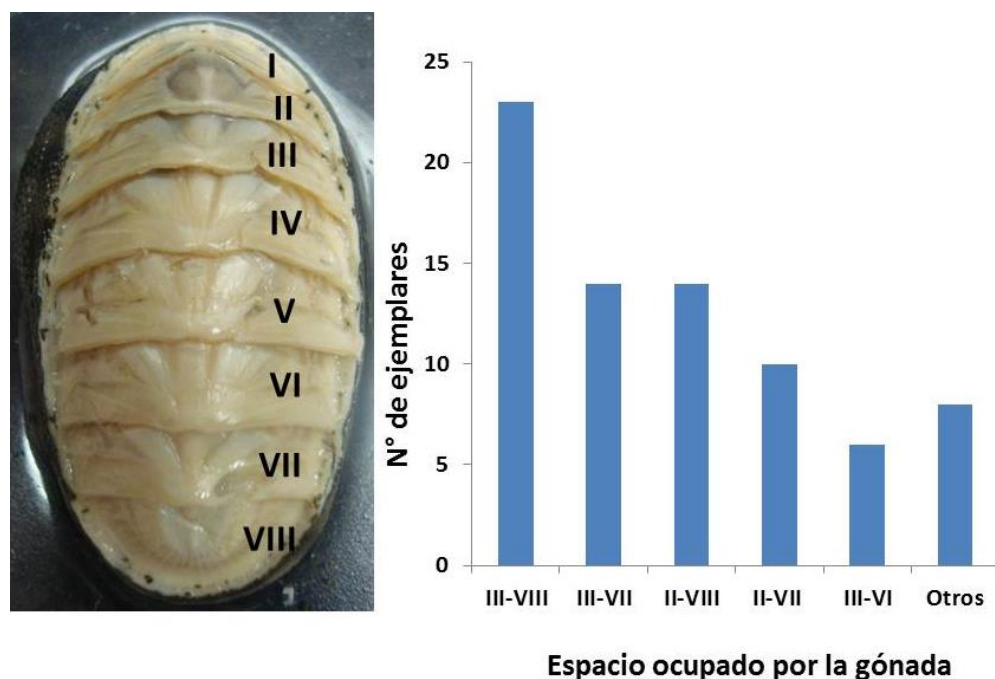 I
II
III
IV
V
VI
VII
VIII
N° de ejemplares
25
20
15
10
5
0
III-VIII III-VII II-VIII II-VII III-VI Otros
Espacio ocupado por la gónada